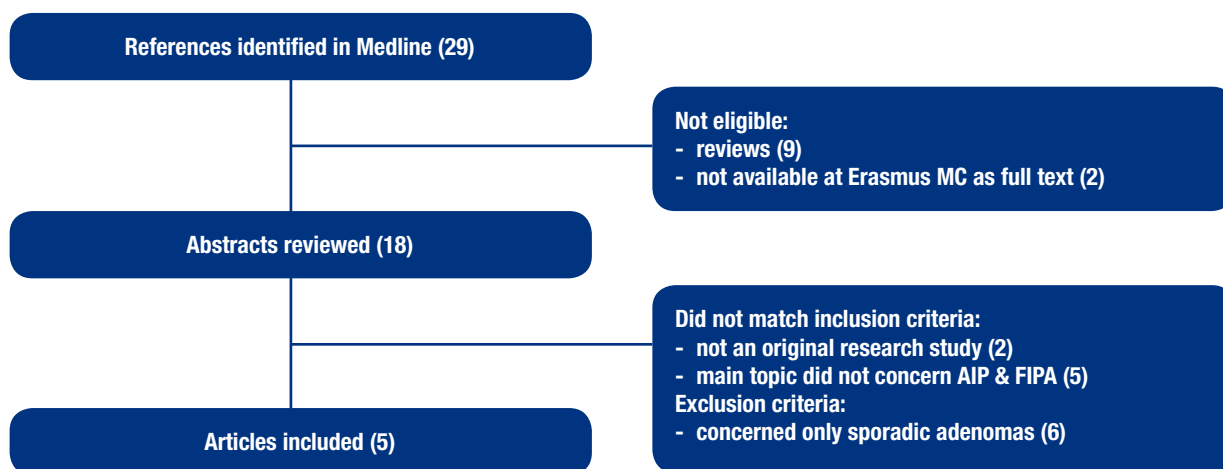 References identified in Medline (29)
Not eligible:
- reviews (9)
- not available at Erasmus MC as full text (2)
Abstracts reviewed (18)
Did not match inclusion criteria:
- not an original research study (2)
- main topic did not concern AIP & FIPA (5)
Exclusion criteria:
- concerned only sporadic adenomas (6)
Articles included (5)